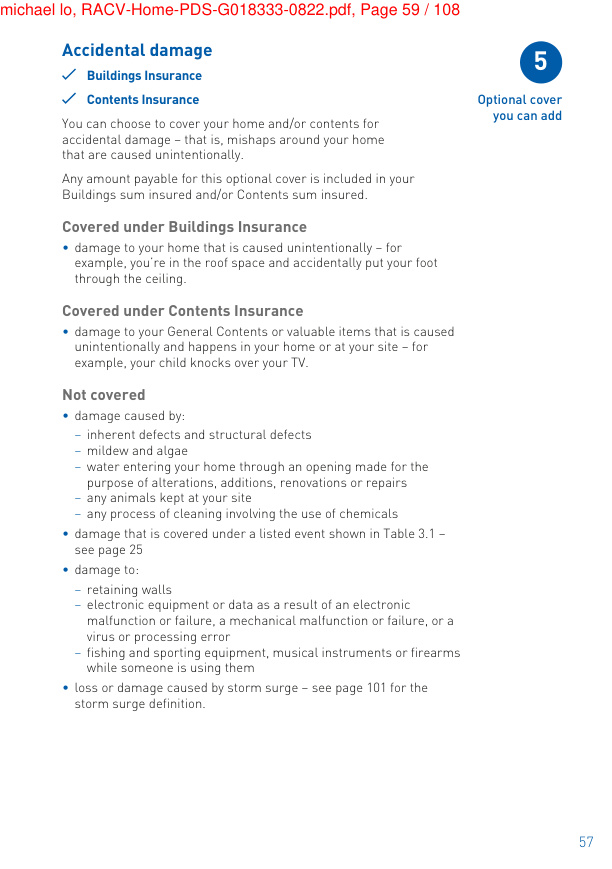 michael lo, RACV-Home-PDS-G018333-0822.pdf, Page 59 / 108
Accidental damage
Buildings Insurance
Contents Insurance
5
Optional cover
you can add
You can choose to cover your home and/or contents for
accidental damage – that is, mishaps around your home
that are caused unintentionally.
Any amount payable for this optional cover is included in your
Buildings sum insured and/or Contents sum insured.
Covered under Buildings Insurance
• damage to your home that is caused unintentionally – for
example, you're in the roof space and accidentally put your foot
through the ceiling.
Covered under Contents Insurance
• damage to your General Contents or valuable items that is caused
unintentionally and happens in your home or at your site – for
example, your child knocks over your TV.
Not covered
• damage caused by:
– inherent defects and structural defects
– mildew and algae
– water entering your home through an opening made for the
purpose of alterations, additions, renovations or repairs
– any animals kept at your site
– any process of cleaning involving the use of chemicals
• damage that is covered under a listed event shown in Table 3.1 –
see page 25
• damage to:
– retaining walls
– electronic equipment or data as a result of an electronic
malfunction or failure, a mechanical malfunction or failure, or a
virus or processing error
– fishing and sporting equipment, musical instruments or firearms
while someone is using them
• loss or damage caused by storm surge – see page 101 for the
storm surge definition.
57